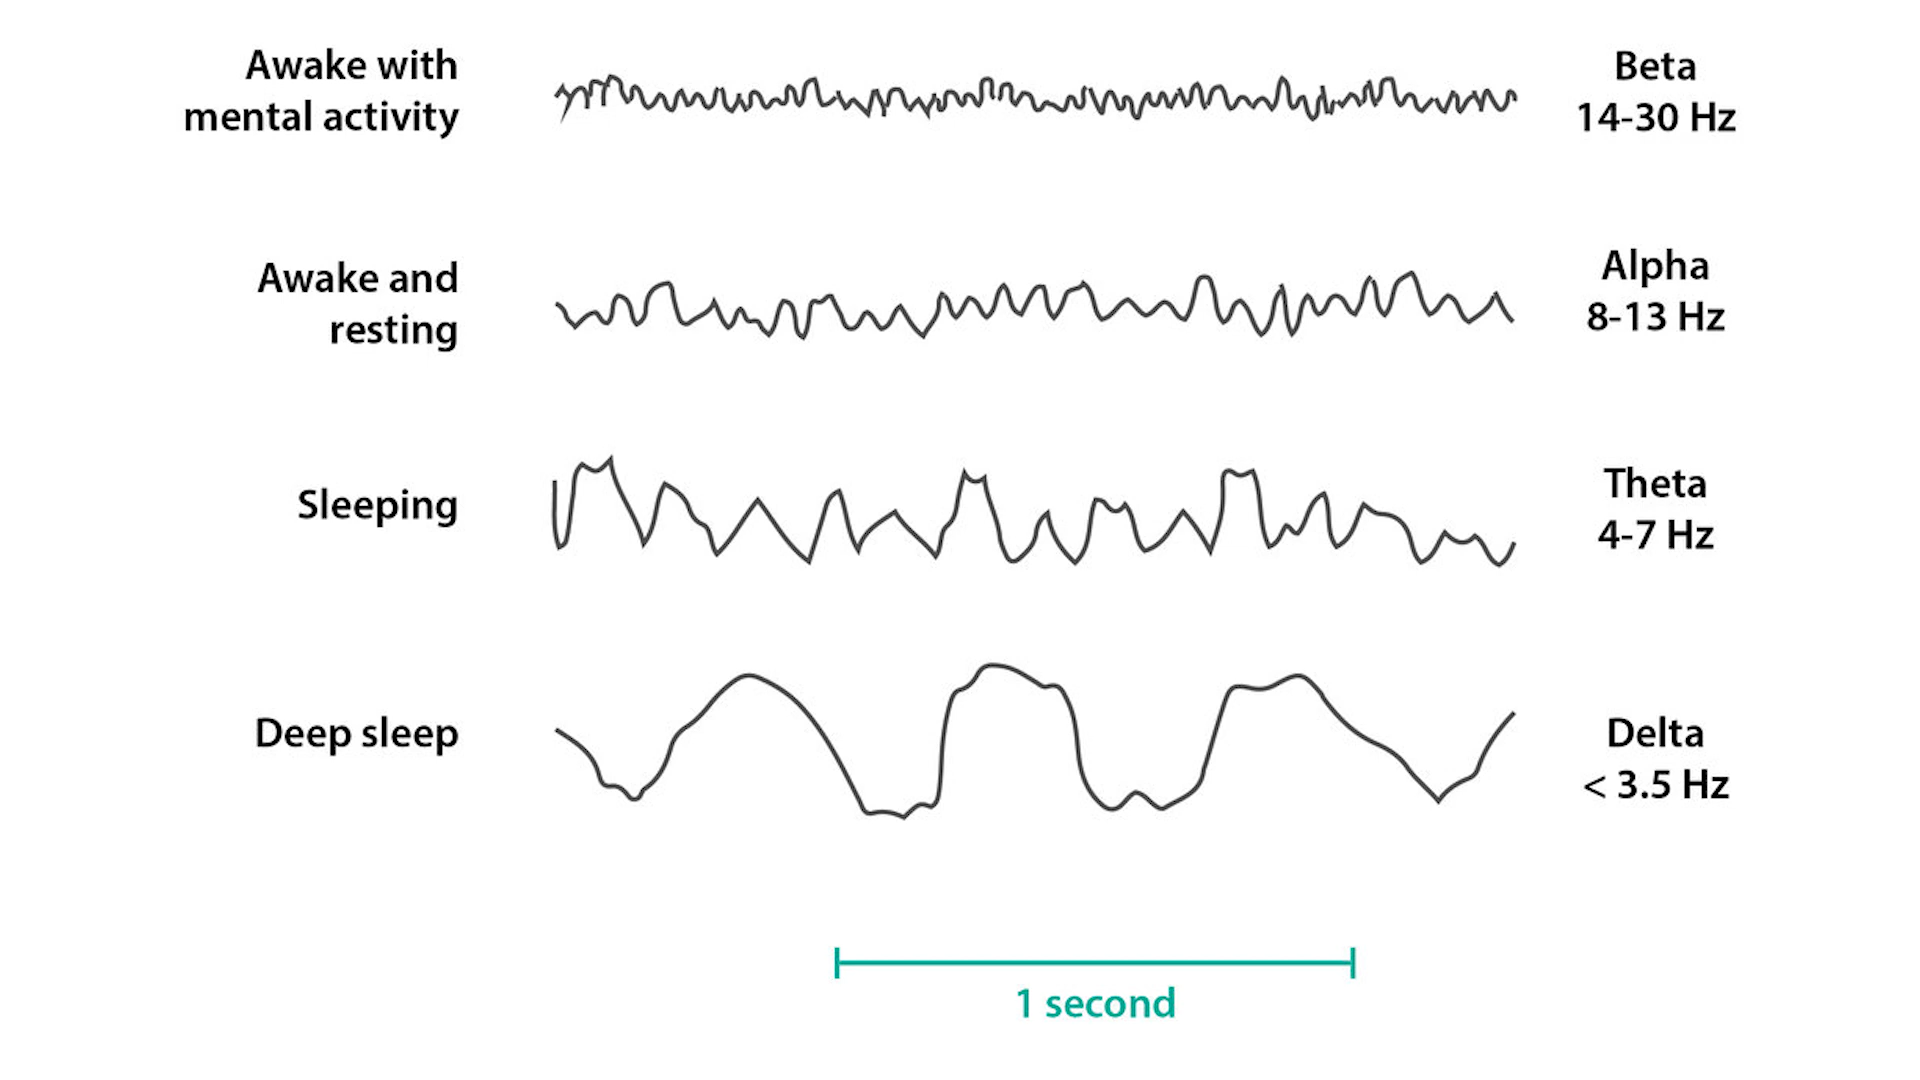 Awake with
mental activity
Beta
14-30 Hz
Awake and
resting
Alpha
8-13 Hz
Sleeping
Theta
4-7 Hz
Deep sleep
Delta
< 3.5 Hz
1 second